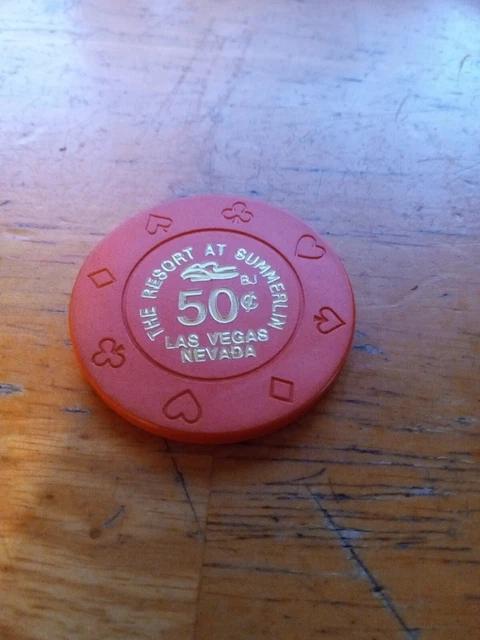 THE RESORT AT SUMMERLIN
BJ
50¢
LAS VEGAS
NEVADA